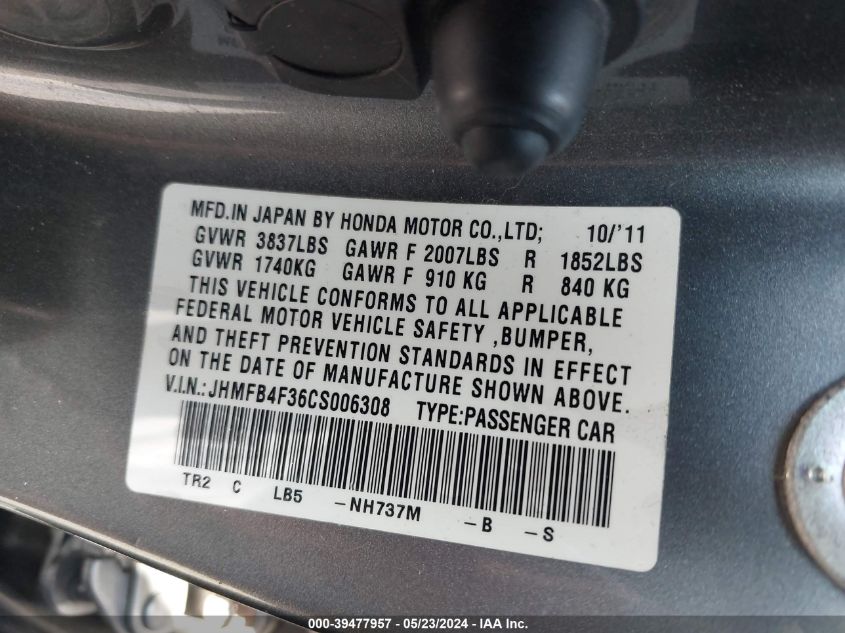 MFD.IN JAPAN BY HONDA MOTOR CO.,LTD; 10/'11
GVWR 3837LBS GAWR F 2007LBS R 1852LBS
GVWR 1740KG GAWR F 910 KG R 840 KG
THIS VEHICLE CONFORMS TO ALL APPLICABLE
FEDERAL MOTOR VEHICLE SAFETY ,BUMPER,
AND THEFT PREVENTION STANDARDS IN EFFECT
ON THE DATE OF MANUFACTURE SHOWN ABOVE.
V.I.N.:JHMFB4F36CS006308 TYPE:PASSENGER CAR
TR2 C LB5 -NH737M -B -S
000-39477957 - 05/23/2024 - IAA Inc.